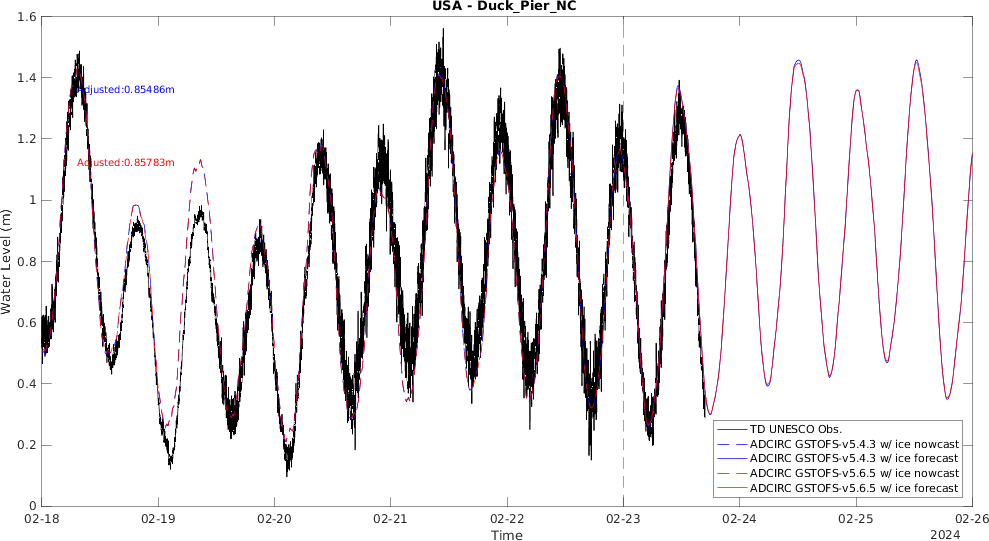 USA - Duck_Pier_NC
1.6
1.4
1.2
1
0.8
0.6
0.4
0.2
0
Water Level (m)
Adjusted:0.85486m
Adjusted:0.85783m
TD UNESCO Obs.
ADCIRC GSTOFS-v5.4.3 w/ ice nowcast
ADCIRC GSTOFS-v5.4.3 w/ ice forecast
ADCIRC GSTOFS-v5.6.5 w/ ice nowcast
ADCIRC GSTOFS-v5.6.5 w/ ice forecast
02-18 02-19 02-20 02-21 02-22 02-23 02-24 02-25 02-26
Time
2024